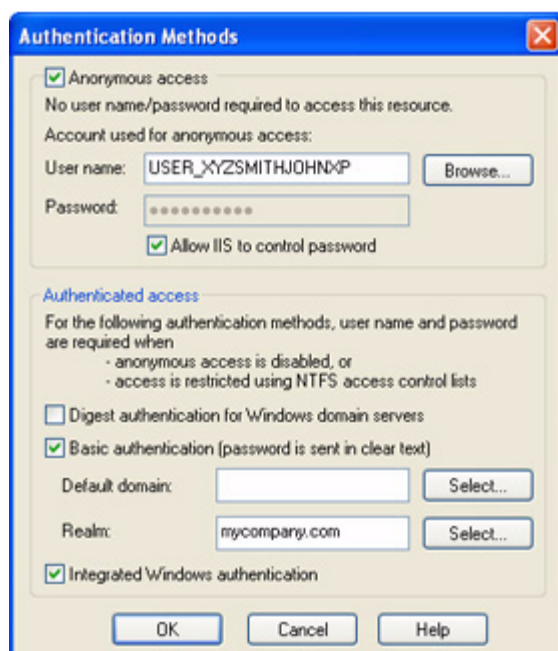 Authentication Methods
Anonymous access
No user name/password required to access this resource.
Account used for anonymous access:
User name: USER_XYZSMITHJOHNXP Browse...
Password: ••••••••••
Allow IIS to control password
Authenticated access
For the following authentication methods, user name and password
are required when
- anonymous access is disabled, or
- access is restricted using NTFS access control lists
Digest authentication for Windows domain servers
Basic authentication (password is sent in clear text)
Default domain: Select...
Realm: mycompany.com Select...
Integrated Windows authentication
OK Cancel Help